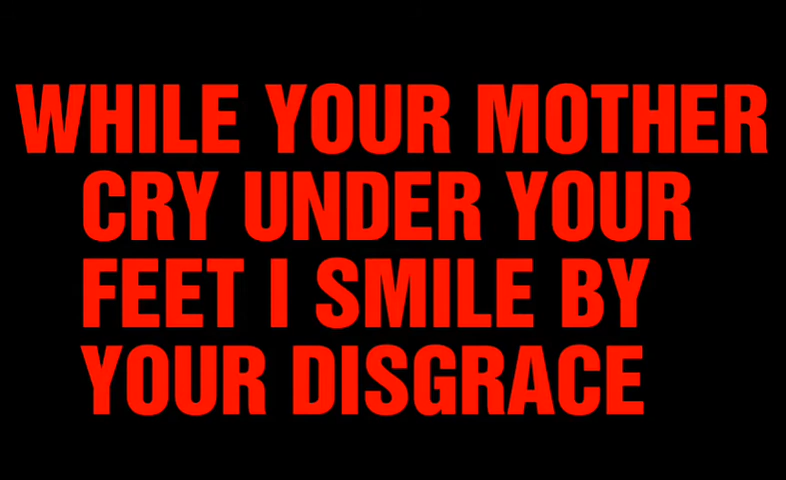 WHILE YOUR MOTHER
CRY UNDER YOUR
FEET I SMILE BY
YOUR DISGRACE